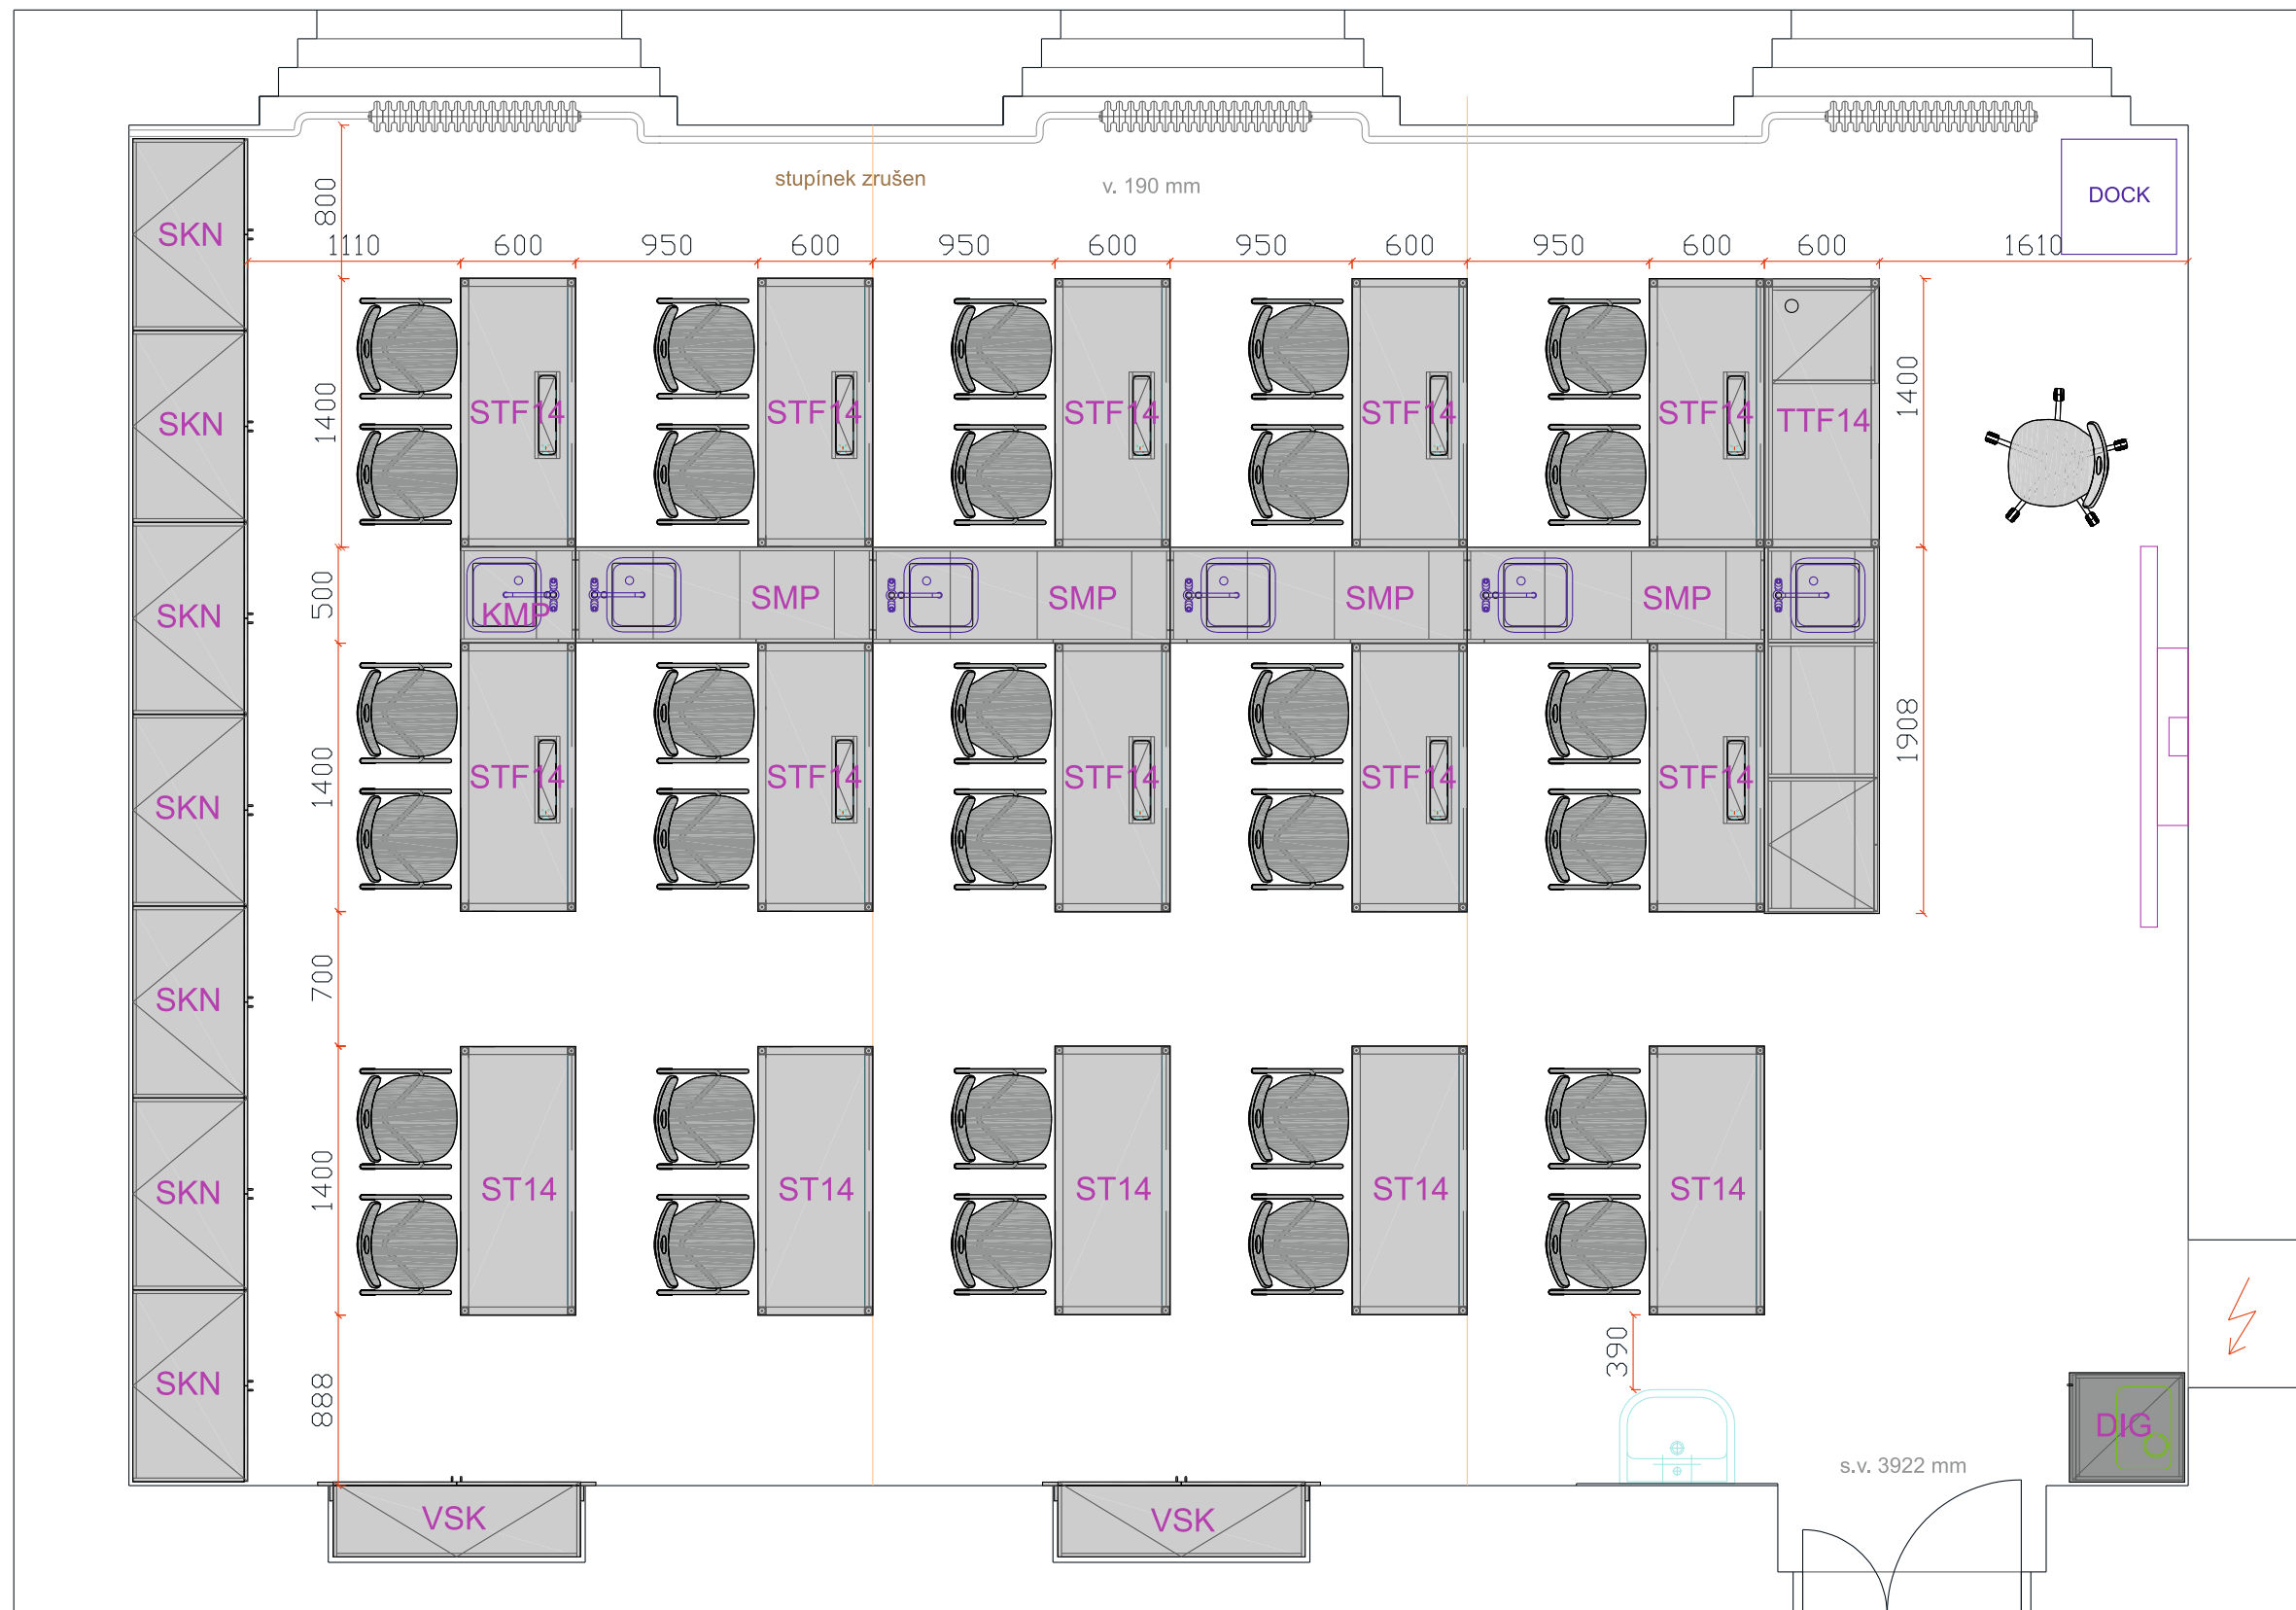 stupínek zrušen
v. 190 mm
DOCK
800
1110 600 950 600 950 600 950 600 950 600 600 1610
SKN
SKN
SKN
SKN
SKN
SKN
SKN
1400
STF14 STF14 STF14 STF14 STF14 TTF14
1400
500
KMP SMP SMP SMP SMP
1400
STF14 STF14 STF14 STF14 STF14
1908
700
1400
ST14 ST14 ST14 ST14 ST14
888
390
DIG
s.v. 3922 mm
VSK VSK